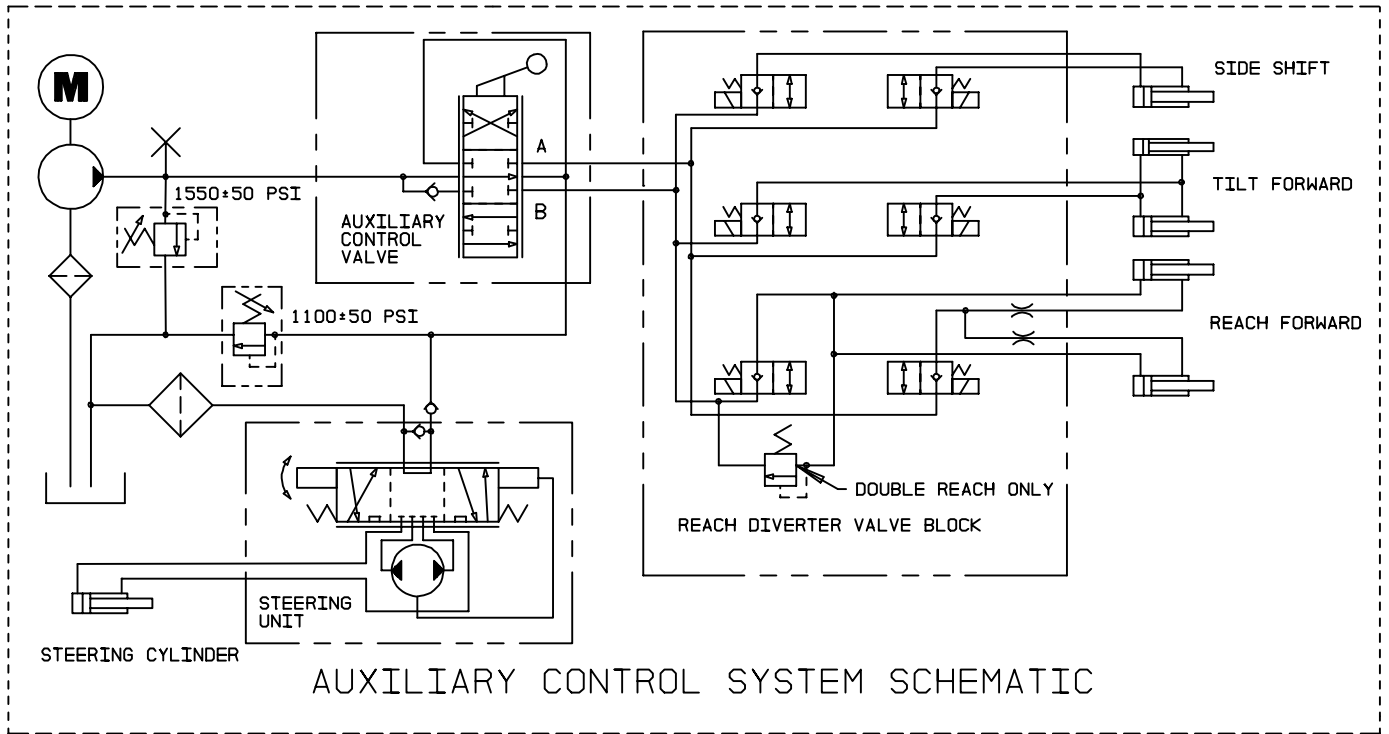 M
1550±50 PSI
AUXILIARY
CONTROL
VALVE
A
B
1100±50 PSI
SIDE SHIFT
TILT FORWARD
REACH FORWARD
DOUBLE REACH ONLY
REACH DIVERTER VALVE BLOCK
STEERING
UNIT
STEERING CYLINDER
AUXILIARY CONTROL SYSTEM SCHEMATIC